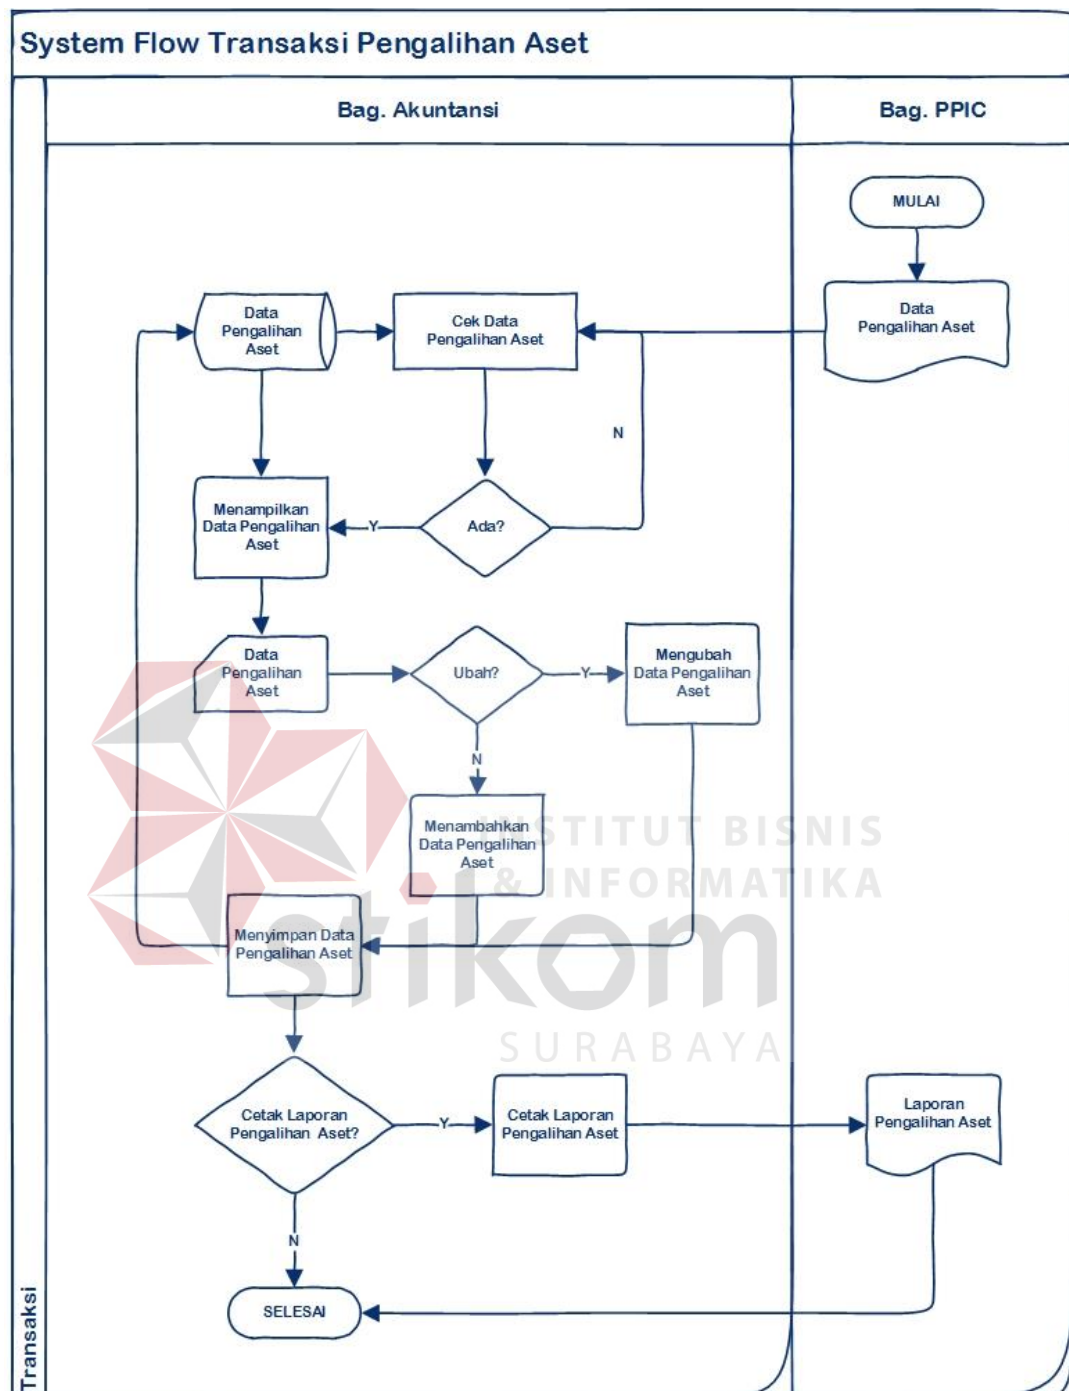 System Flow Transaksi Pengalihan Aset
Bag. Akuntansi
Bag. PPIC
MULAI
Data
Pengalihan
Aset
Cek Data
Pengalihan Aset
Data
Pengalihan Aset
N
Menampilkan
Data Pengalihan
Aset
Y
Ada?
Data
Pengalihan
Aset
Ubah?
Y
Mengubah
Data Pengalihan
Aset
N
Menambahkan
Data Pengalihan
Aset
INSTITUT BISNIS
& INFORMATIKA
stikom
SURABAYA
Menyimpan Data
Pengalihan Aset
Cetak Laporan
Pengalihan Aset?
Y
Cetak Laporan
Pengalihan Aset
Laporan
Pengalihan Aset
N
SELESAI
Transaksi